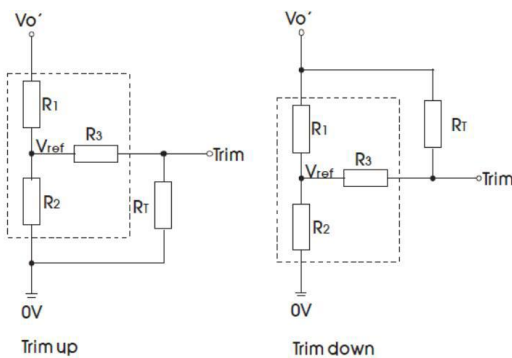 Vo´
R1
Vref
R3
Trim
R2
RT
0V
Trim up
Vo´
R1
RT
R3
Vref
Trim
R2
0V
Trim down